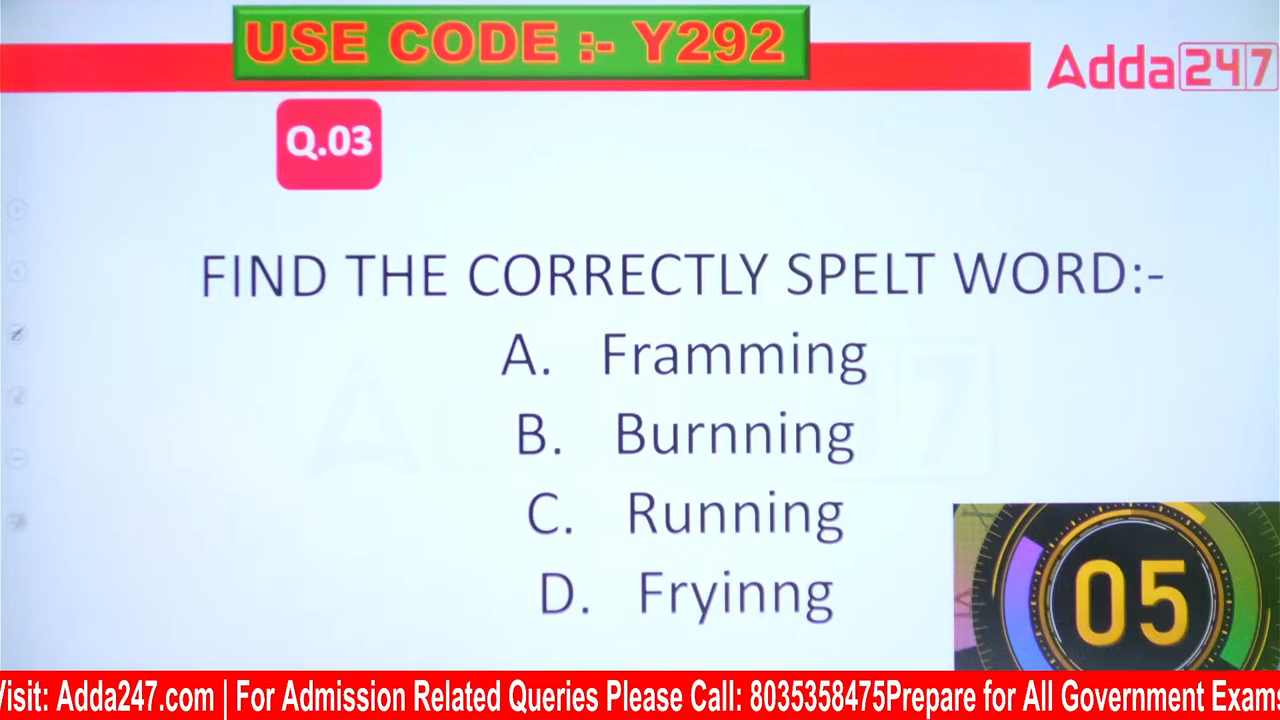 USE CODE :- Y292
Adda247
Q.03
FIND THE CORRECTLY SPELT WORD:-
A. Framming
B. Burnning
C. Running
D. Fryinng
05
Visit: Adda247.com | For Admission Related Queries Please Call: 8035358475Prepare for All Government Exams